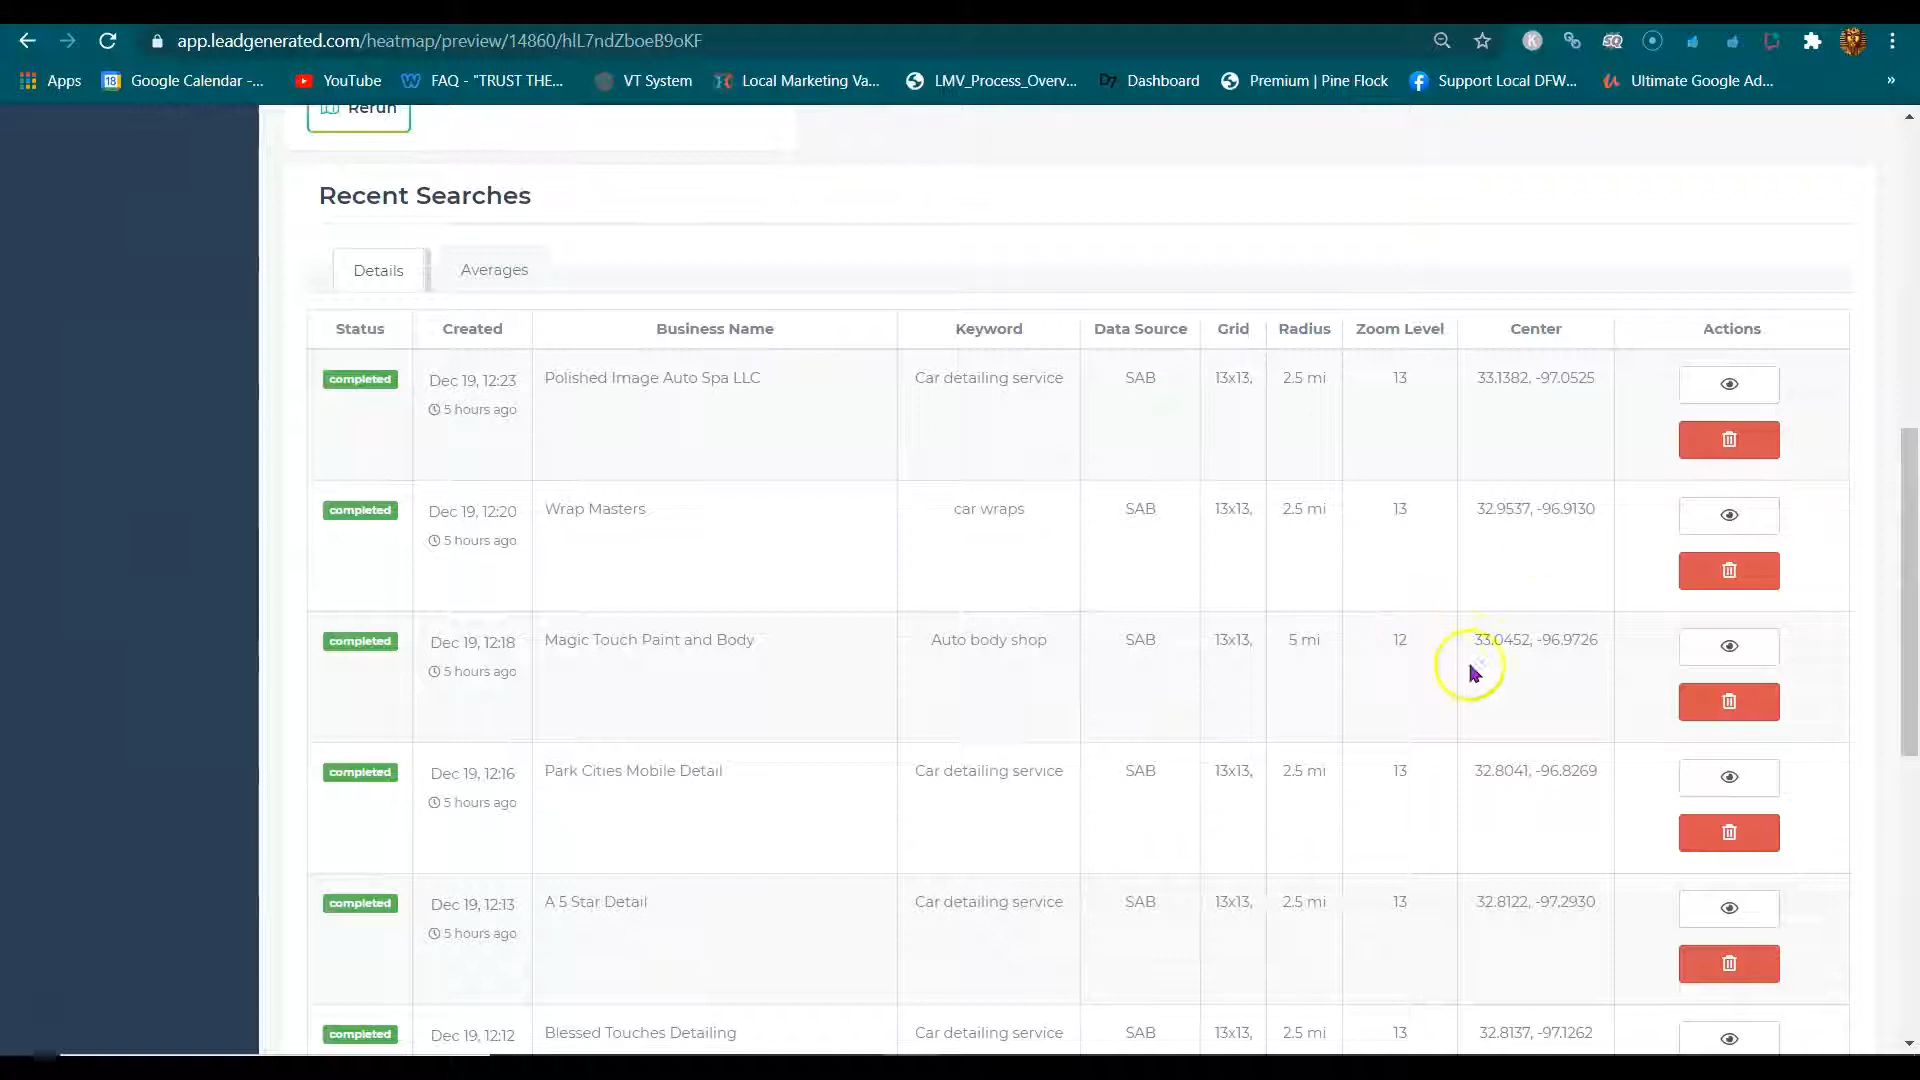 app.leadgenerated.com/heatmap/preview/14860/hlL7ndZboeB9oKF
Apps
18 Google Calendar -...
YouTube
FAQ - "TRUST THE...
VT System
Local Marketing Va...
LMV_Process_Overv...
Dashboard
Premium | Pine Flock
Support Local DFW...
Ultimate Google Ad...
»
Rerun
Recent Searches
Details Averages
Status Created Business Name Keyword Data Source Grid Radius Zoom Level Center Actions
completed Dec 19, 12:23 Polished Image Auto Spa LLC Car detailing service SAB 13x13, 2.5 mi 13 33.1382, -97.0525
5 hours ago
completed Dec 19, 12:20 Wrap Masters car wraps SAB 13x13, 2.5 mi 13 32.9537, -96.9130
5 hours ago
completed Dec 19, 12:18 Magic Touch Paint and Body Auto body shop SAB 13x13, 5 mi 12 33.0452, -96.9726
5 hours ago
completed Dec 19, 12:16 Park Cities Mobile Detail Car detailing service SAB 13x13, 2.5 mi 13 32.8041, -96.8269
5 hours ago
completed Dec 19, 12:13 A 5 Star Detail Car detailing service SAB 13x13, 2.5 mi 13 32.8122, -97.2930
5 hours ago
completed Dec 19, 12:12 Blessed Touches Detailing Car detailing service SAB 13x13, 2.5 mi 13 32.8137, -97.1262